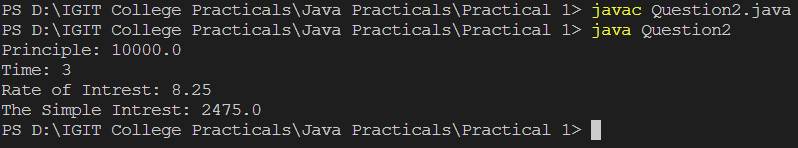 PS D:\IGIT College Practicals\Java Practicals\Practical 1> javac Question2.java
PS D:\IGIT College Practicals\Java Practicals\Practical 1> java Question2
Principle: 10000.0
Time: 3
Rate of Intrest: 8.25
The Simple Intrest: 2475.0
PS D:\IGIT College Practicals\Java Practicals\Practical 1>